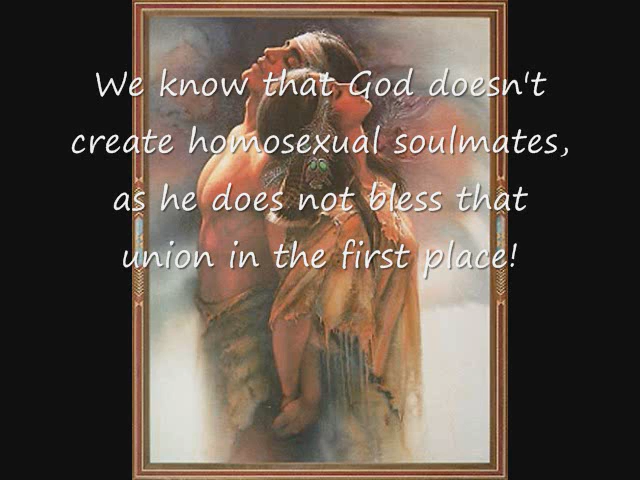 We know that God doesn't
create homosexual soulmates,
as he does not bless that
union in the first place!